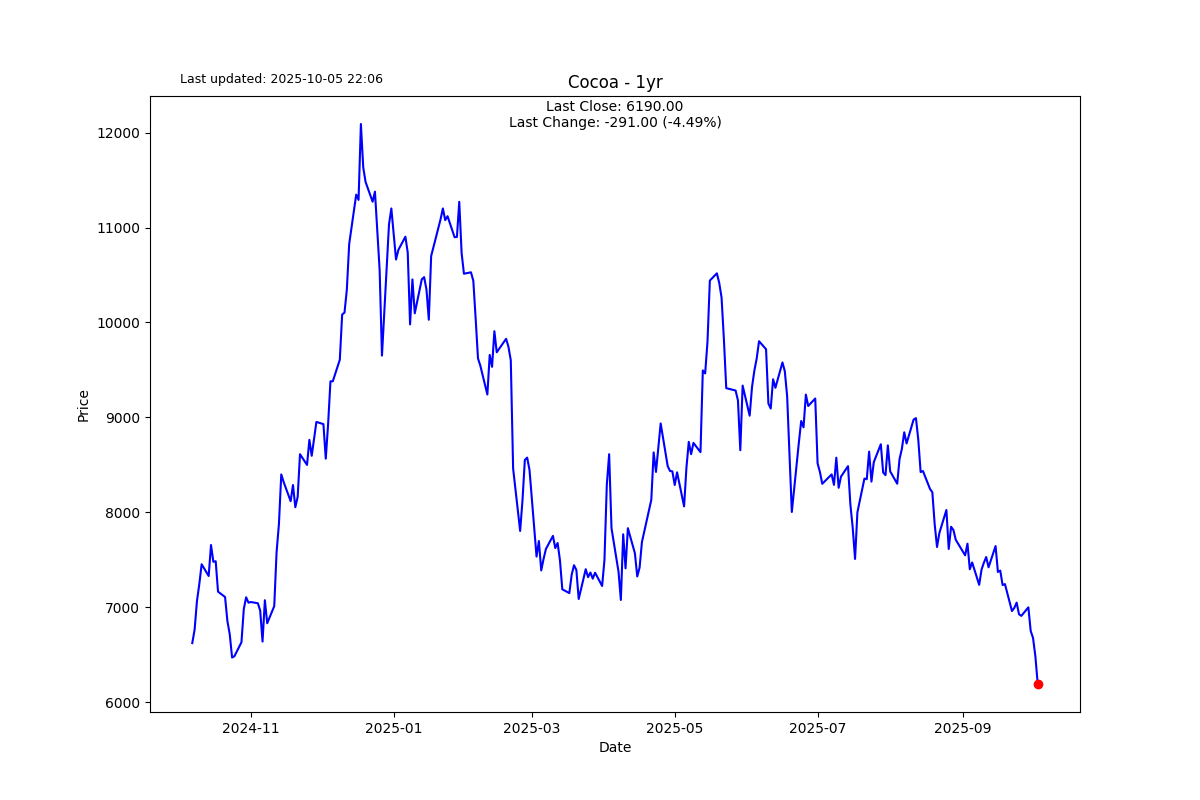 Last updated: 2025-10-05 22:06
Cocoa - 1yr
Last Close: 6190.00
Last Change: -291.00 (-4.49%)
12000
11000
10000
9000
8000
7000
6000
Price
2024-11
2025-01
2025-03
2025-05
2025-07
2025-09
Date